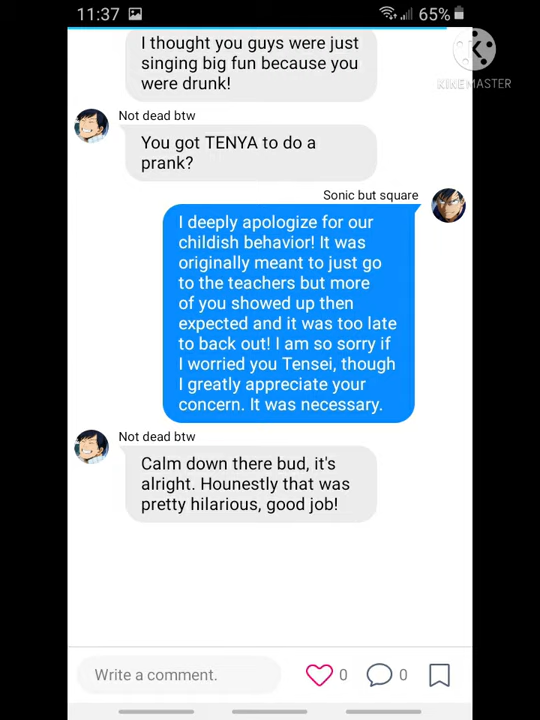 11:37
65%
KINEMASTER
I thought you guys were just
singing big fun because you
were drunk!
Not dead btw
You got TENYA to do a
prank?
Sonic but square
I deeply apologize for our
childish behavior! It was
originally meant to just go
to the teachers but more
of you showed up then
expected and it was too late
to back out! I am so sorry if
I worried you Tensei, though
I greatly appreciate your
concern. It was necessary.
Not dead btw
Calm down there bud, it's
alright. Hounestly that was
pretty hilarious, good job!
Write a comment.
0
0